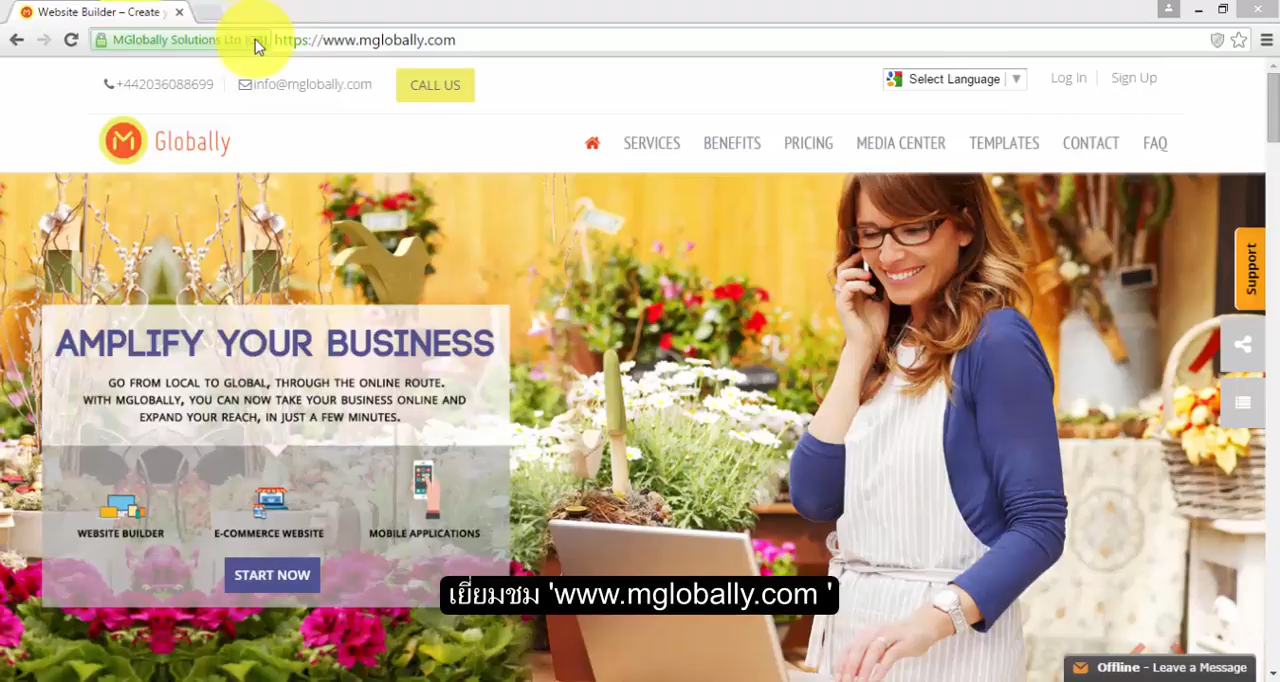 Website Builder – Create
MGlobally Solutions Ltd
https://www.mglobally.com
+442036088699
info@mglobally.com
CALL US
Select Language
Log In
Sign Up
M Globally
SERVICES
BENEFITS
PRICING
MEDIA CENTER
TEMPLATES
CONTACT
FAQ
Support
AMPLIFY YOUR BUSINESS
GO FROM LOCAL TO GLOBAL, THROUGH THE ONLINE ROUTE.
WITH MGLOBALLY, YOU CAN NOW TAKE YOUR BUSINESS ONLINE AND
EXPAND YOUR REACH, IN JUST A FEW MINUTES.
WEBSITE BUILDER
E-COMMERCE WEBSITE
MOBILE APPLICATIONS
START NOW
เยี่ยมชม 'www.mglobally.com '
Offline – Leave a Message